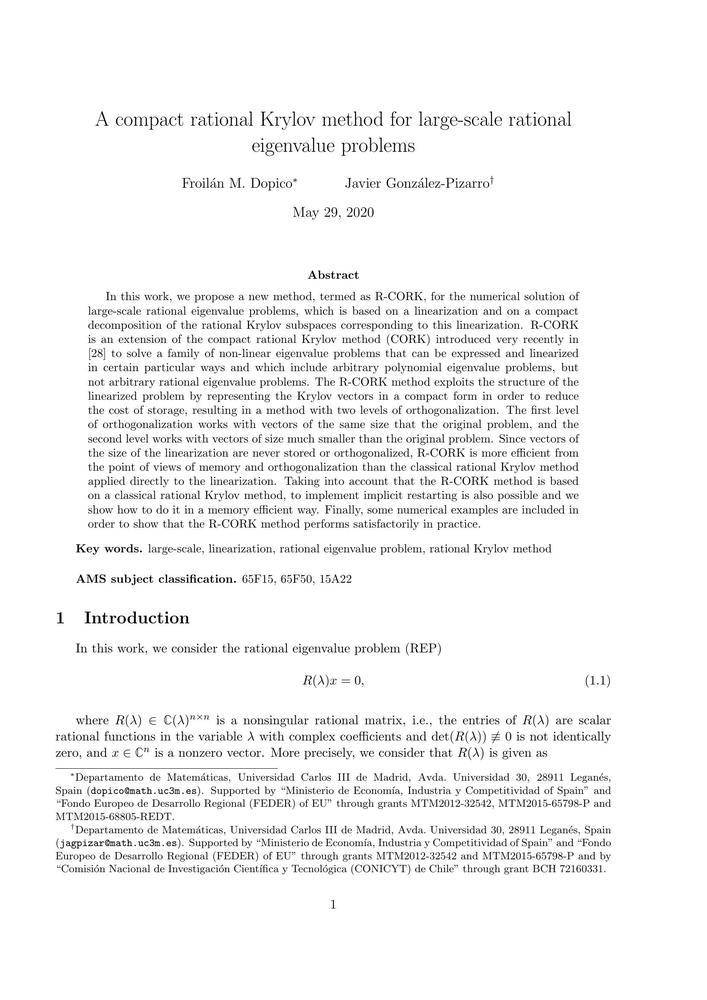 A compact rational Krylov method for large-scale rational
eigenvalue problems
Froilán M. Dopico* Javier González-Pizarro†
May 29, 2020
Abstract
In this work, we propose a new method, termed as R-CORK, for the numerical solution of
large-scale rational eigenvalue problems, which is based on a linearization and on a compact
decomposition of the rational Krylov subspaces corresponding to this linearization. R-CORK
is an extension of the compact rational Krylov method (CORK) introduced very recently in
[28] to solve a family of non-linear eigenvalue problems that can be expressed and linearized
in certain particular ways and which include arbitrary polynomial eigenvalue problems, but
not arbitrary rational eigenvalue problems. The R-CORK method exploits the structure of the
linearized problem by representing the Krylov vectors in a compact form in order to reduce
the cost of storage, resulting in a method with two levels of orthogonalization. The first level
of orthogonalization works with vectors of the same size that the original problem, and the
second level works with vectors of size much smaller than the original problem. Since vectors of
the size of the linearization are never stored or orthogonalized, R-CORK is more efficient from
the point of views of memory and orthogonalization than the classical rational Krylov method
applied directly to the linearization. Taking into account that the R-CORK method is based
on a classical rational Krylov method, to implement implicit restarting is also possible and we
show how to do it in a memory efficient way. Finally, some numerical examples are included in
order to show that the R-CORK method performs satisfactorily in practice.
Key words. large-scale, linearization, rational eigenvalue problem, rational Krylov method
AMS subject classification. 65F15, 65F50, 15A22
1 Introduction
In this work, we consider the rational eigenvalue problem (REP)
R(λ)x = 0, (1.1)
where R(λ) ∈ ℂ(λ)ⁿˣⁿ is a nonsingular rational matrix, i.e., the entries of R(λ) are scalar
rational functions in the variable λ with complex coefficients and det(R(λ)) ≢ 0 is not identically
zero, and x ∈ ℂⁿ is a nonzero vector. More precisely, we consider that R(λ) is given as
*Departamento de Matemáticas, Universidad Carlos III de Madrid, Avda. Universidad 30, 28911 Leganés,
Spain (dopico@math.uc3m.es). Supported by “Ministerio de Economía, Industria y Competitividad of Spain” and
“Fondo Europeo de Desarrollo Regional (FEDER) of EU” through grants MTM2012-32542, MTM2015-65798-P and
MTM2015-68805-REDT.
†Departamento de Matemáticas, Universidad Carlos III de Madrid, Avda. Universidad 30, 28911 Leganés, Spain
(jagpizar@math.uc3m.es). Supported by “Ministerio de Economía, Industria y Competitividad of Spain” and “Fondo
Europeo de Desarrollo Regional (FEDER) of EU” through grants MTM2012-32542 and MTM2015-65798-P and by
“Comisión Nacional de Investigación Científica y Tecnológica (CONICYT) de Chile” through grant BCH 72160331.
1